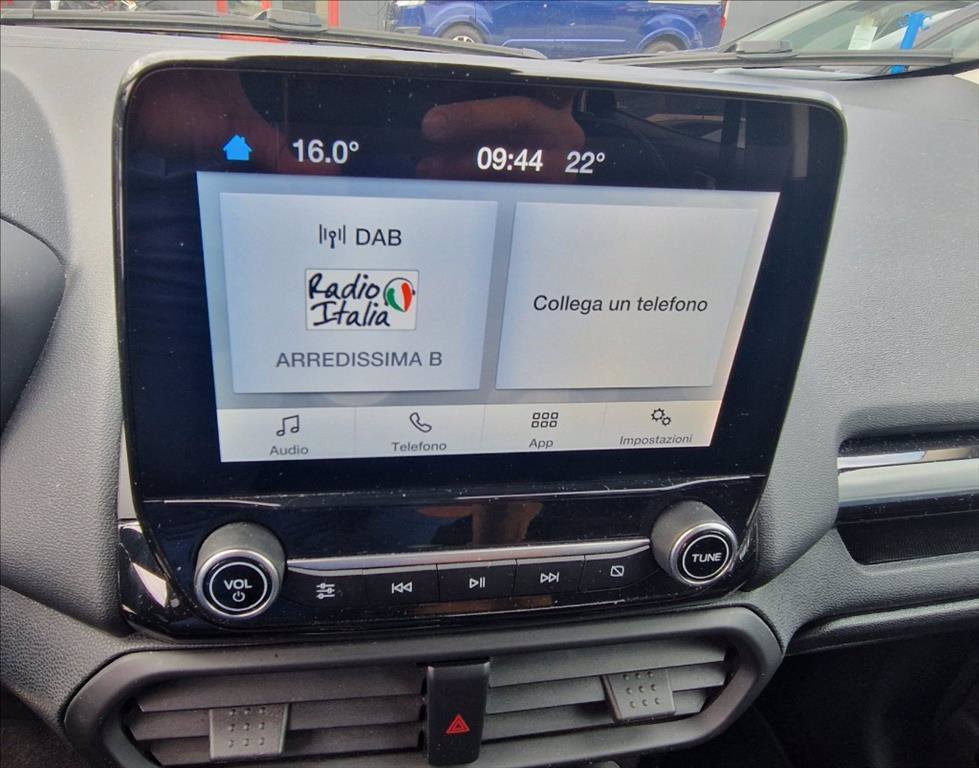 16.0° 09:44 22°
DAB
Radio
Italia
ARREDISSIMA B
Collega un telefono
Audio Telefono App Impostazioni
VOL
TUNE